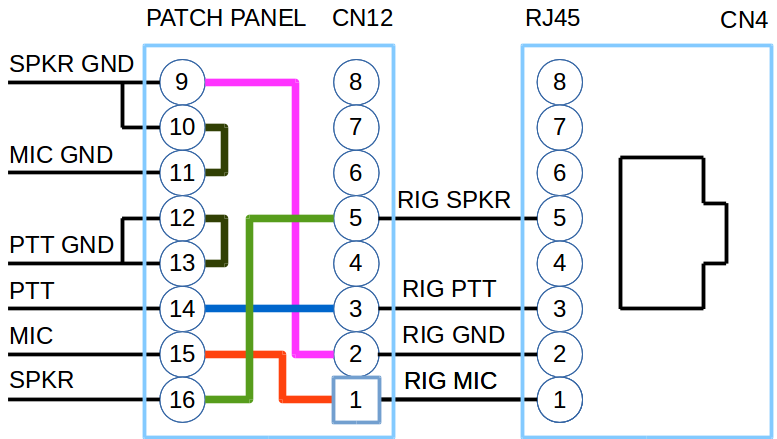 PATCH PANEL CN12 RJ45 CN4
SPKR GND 9 8 8
10 7 7
MIC GND 11 6 6
12 5 RIG SPKR 5
PTT GND 13 4 4
PTT 14 3 RIG PTT 3
MIC 15 2 RIG GND 2
SPKR 16 1 RIG MIC 1